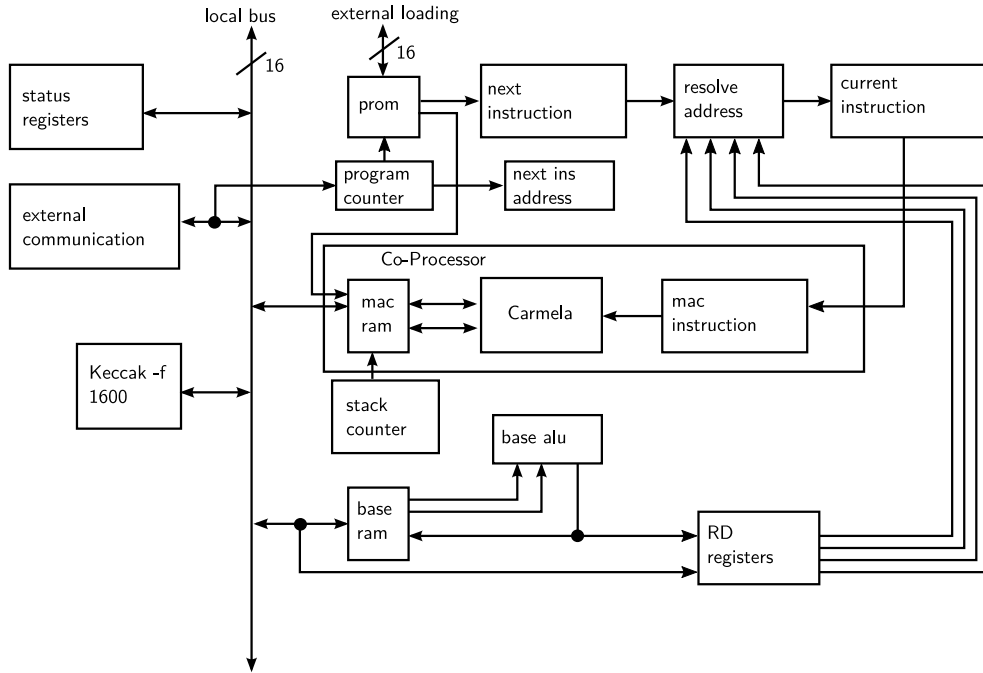 local bus
16
external loading
16
status
registers
prom
next
instruction
resolve
address
current
instruction
program
counter
next ins
address
external
communication
Co-Processor
mac
ram
Carmela
mac
instruction
Keccak -f
1600
stack
counter
base alu
base
ram
RD
registers